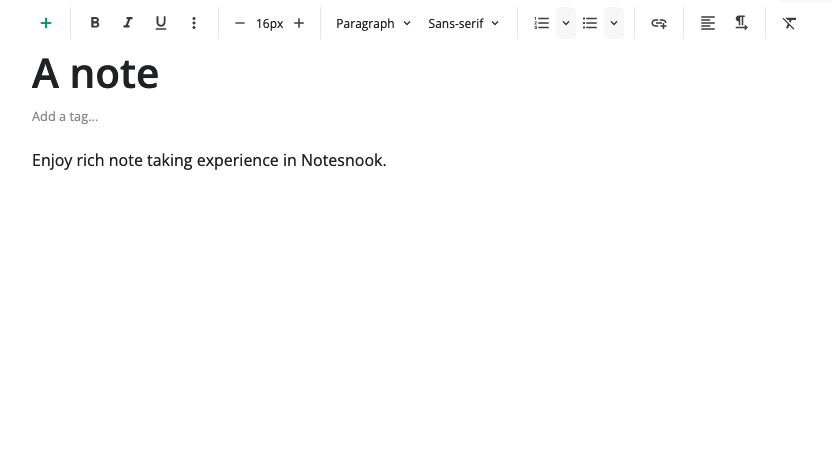 B I U 16px Paragraph Sans-serif
A note
Add a tag...
Enjoy rich note taking experience in Notesnook.